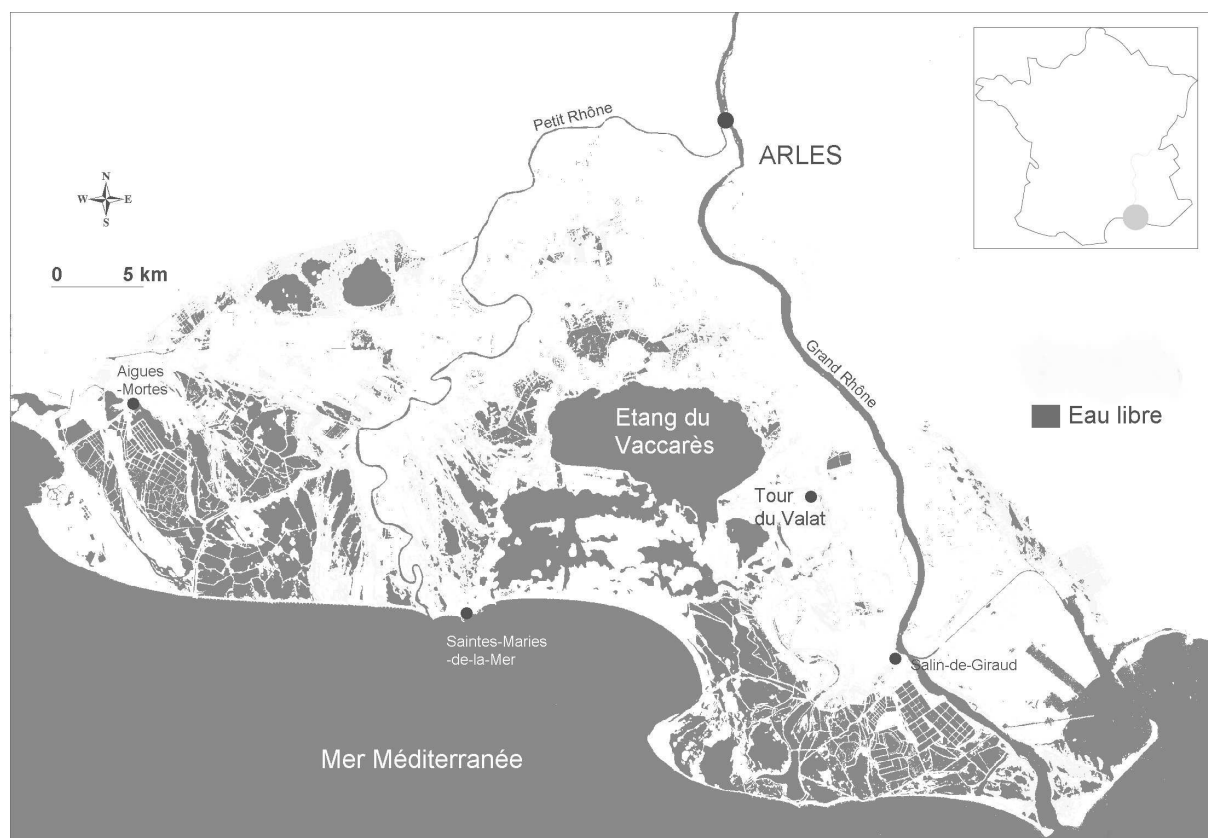 Petit Rhône
ARLES
N
W E
S
0 5 km
Grand Rhône
Aigues
-Mortes
Etang du
Vaccarès
Eau libre
Tour
du Valat
Saintes-Maries
-de-la-Mer
Salin-de-Giraud
Mer Méditerranée